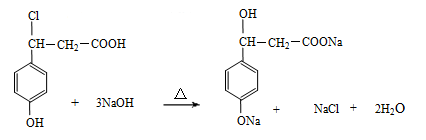 Cl OH
CH–CH₂–COOH CH–CH₂–COONa
+ 3NaOH △ + NaCl + 2H₂O
OH ONa